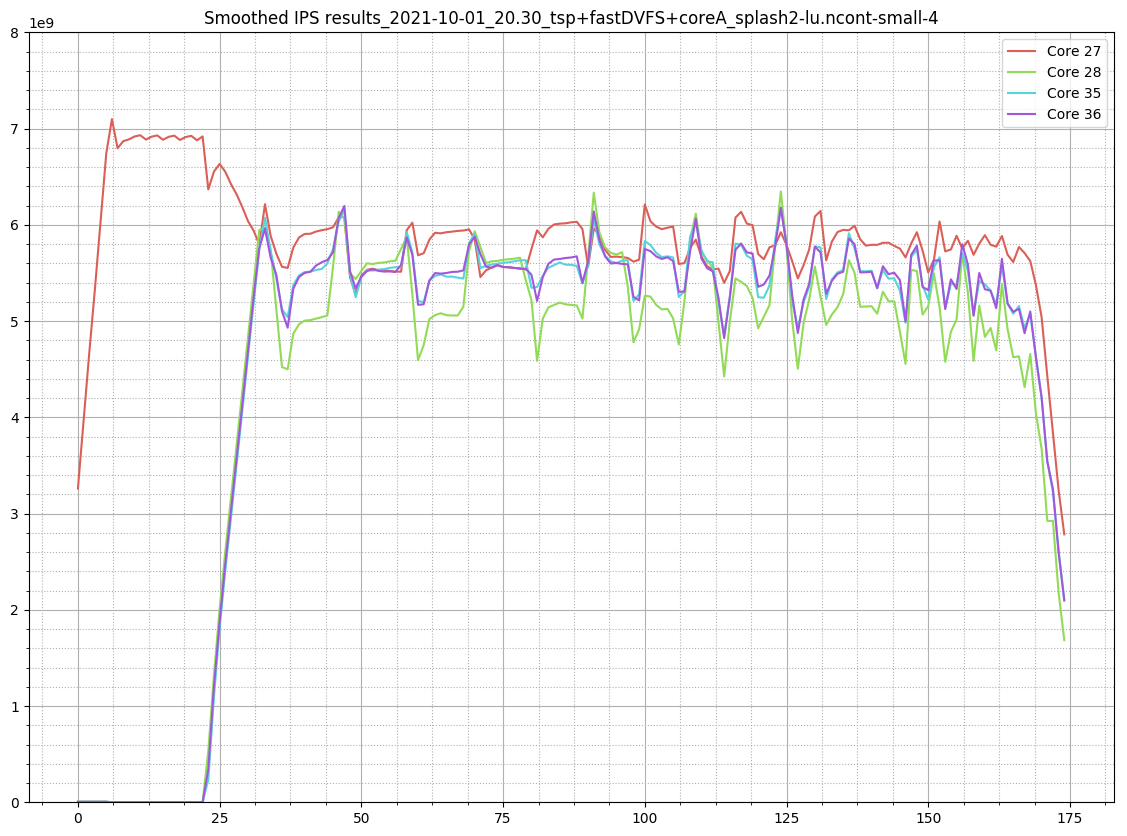 Smoothed IPS results_2021-10-01_20.30_tsp+fastDVFS+coreA_splash2-lu.ncont-small-4
1e9
Core 27
Core 28
Core 35
Core 36
8
7
6
5
4
3
2
1
0
0 25 50 75 100 125 150 175